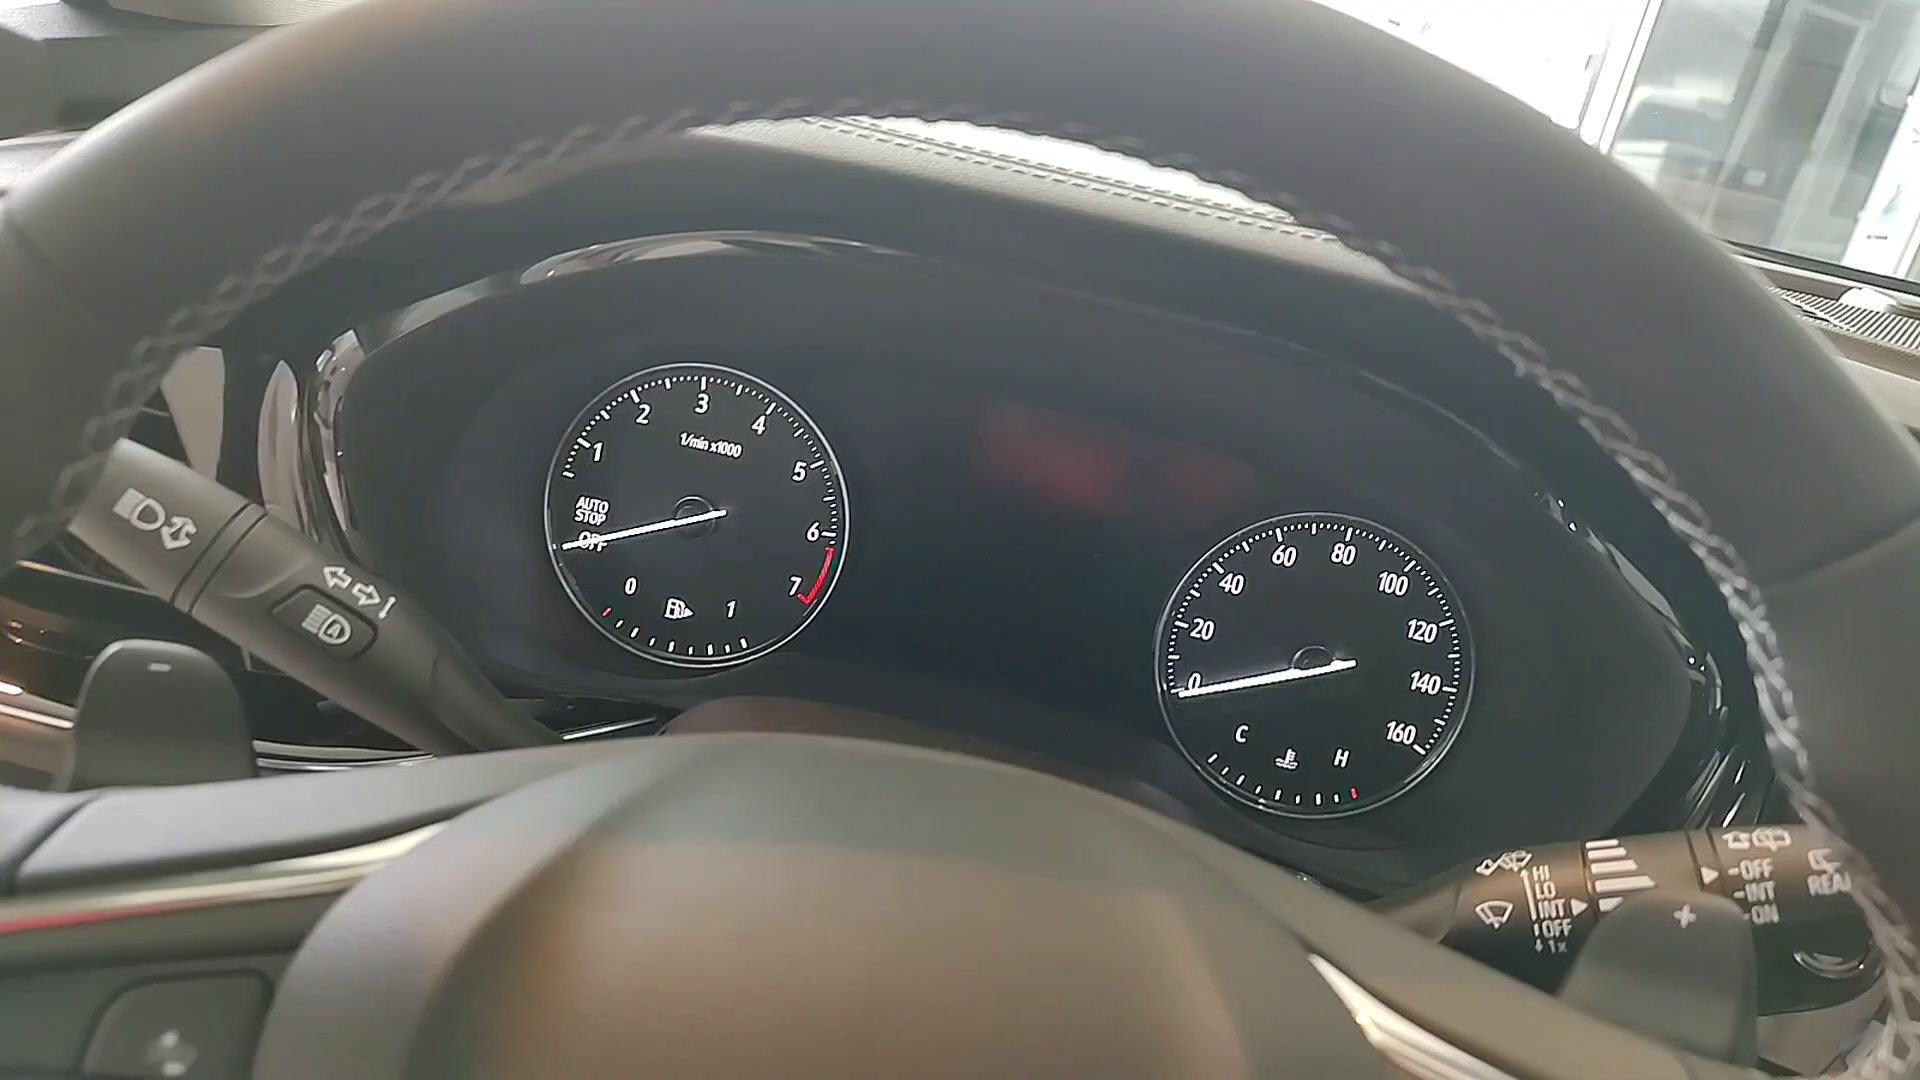 1
2
3
4
5
6
7
1/min x1000
AUTO
STOP
OFF
0
1
0
20
40
60
80
100
120
140
160
C
H
A
HI
LO
INT
OFF
1x
OFF
INT
ON